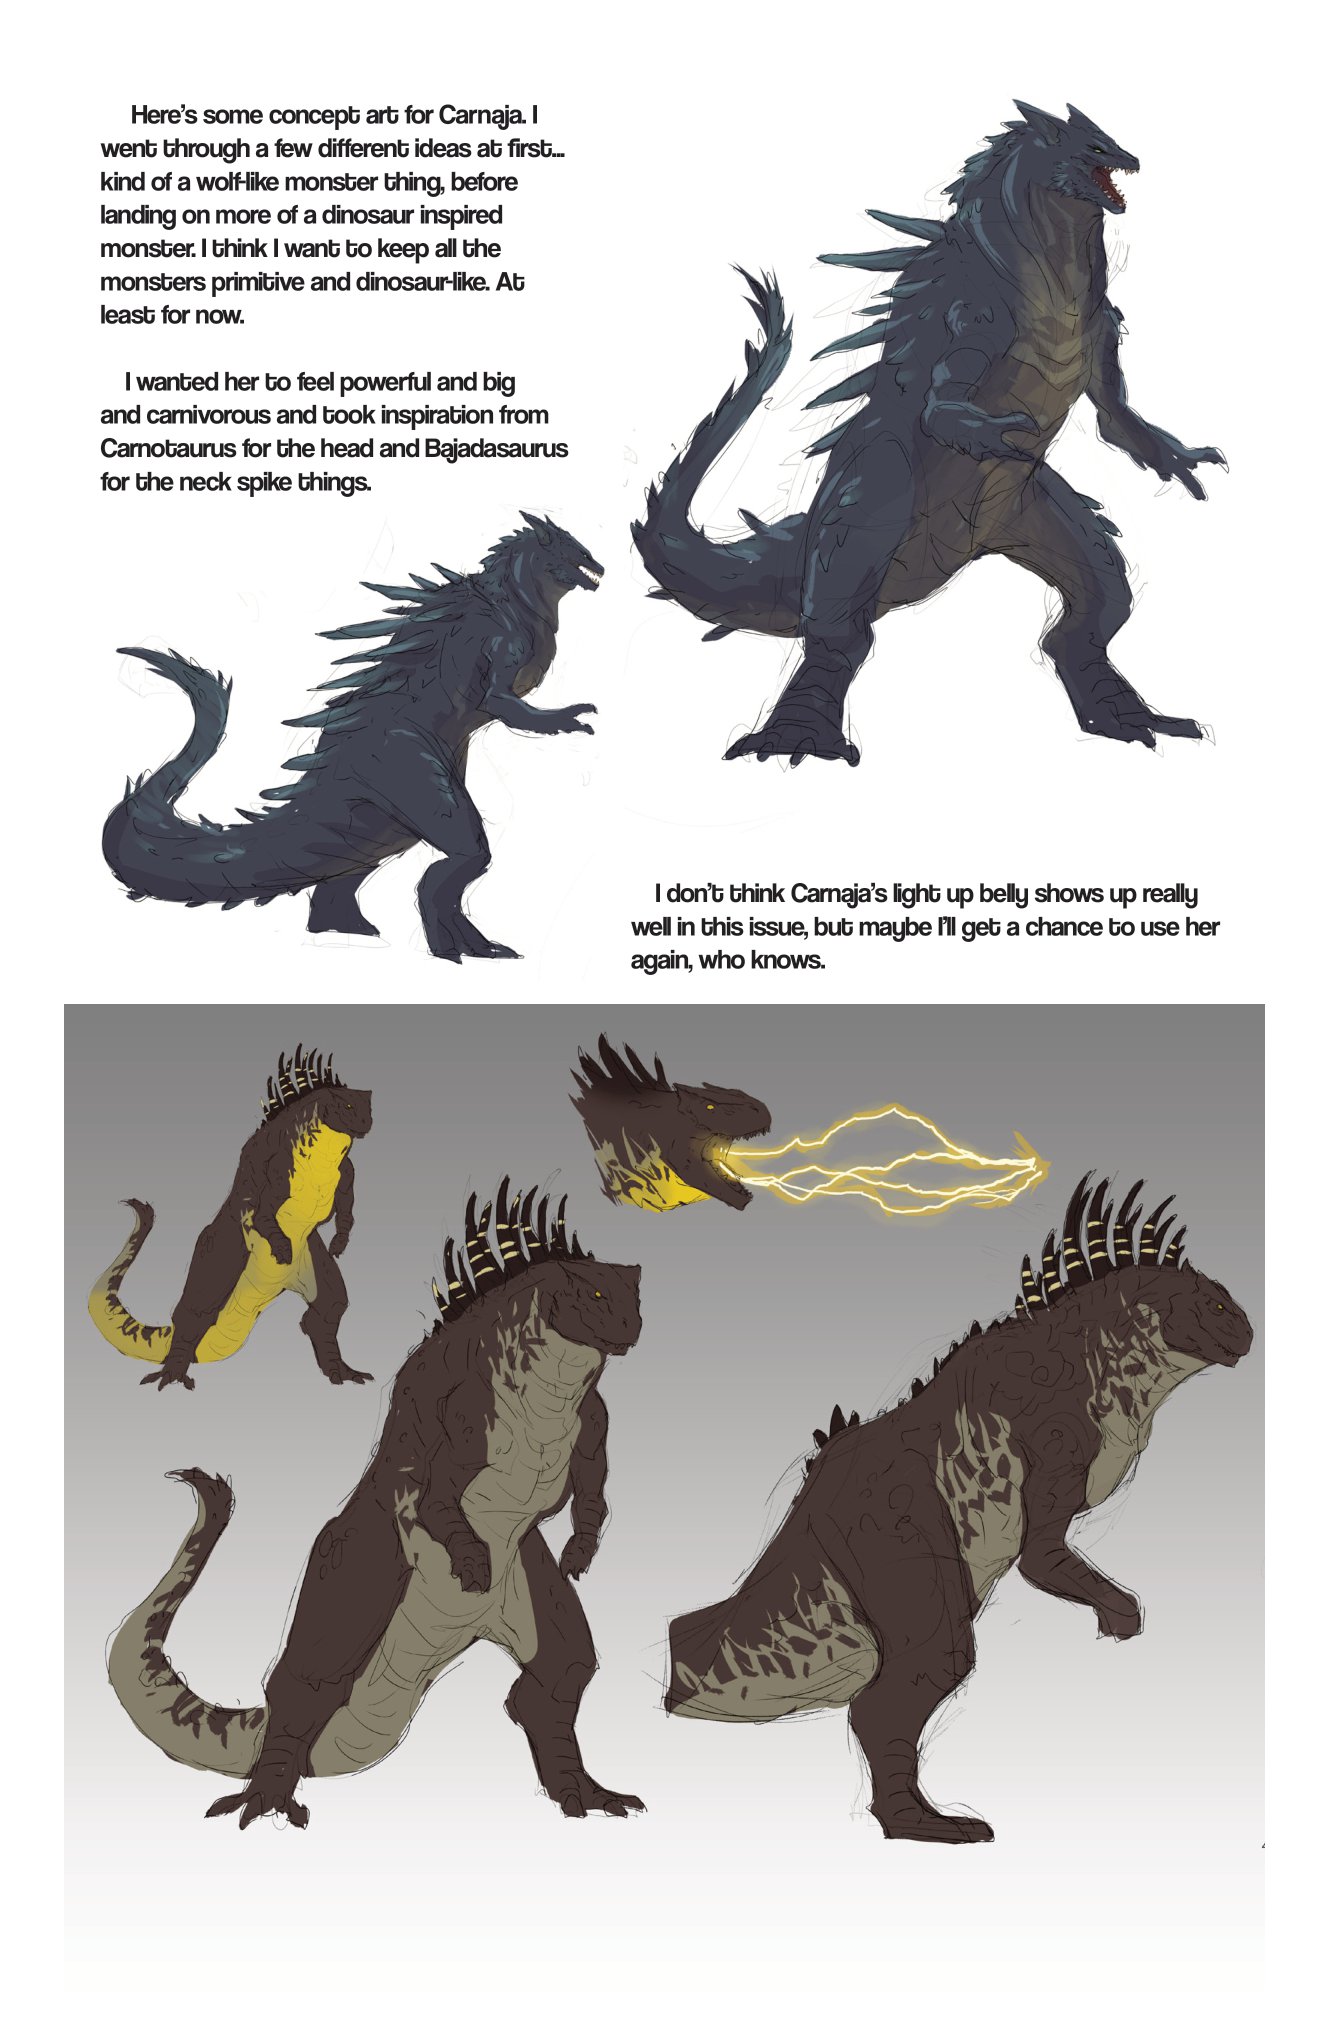 Here's some concept art for Carnaja. I
went through a few different ideas at first...
kind of a wolf-like monster thing, before
landing on more of a dinosaur inspired
monster. I think I want to keep all the
monsters primitive and dinosaur-like. At
least for now.
I wanted her to feel powerful and big
and carnivorous and took inspiration from
Carnotaurus for the head and Bajadasaurus
for the neck spike things.
I don't think Carnaja's light up belly shows up really
well in this issue, but maybe I'll get a chance to use her
again, who knows.